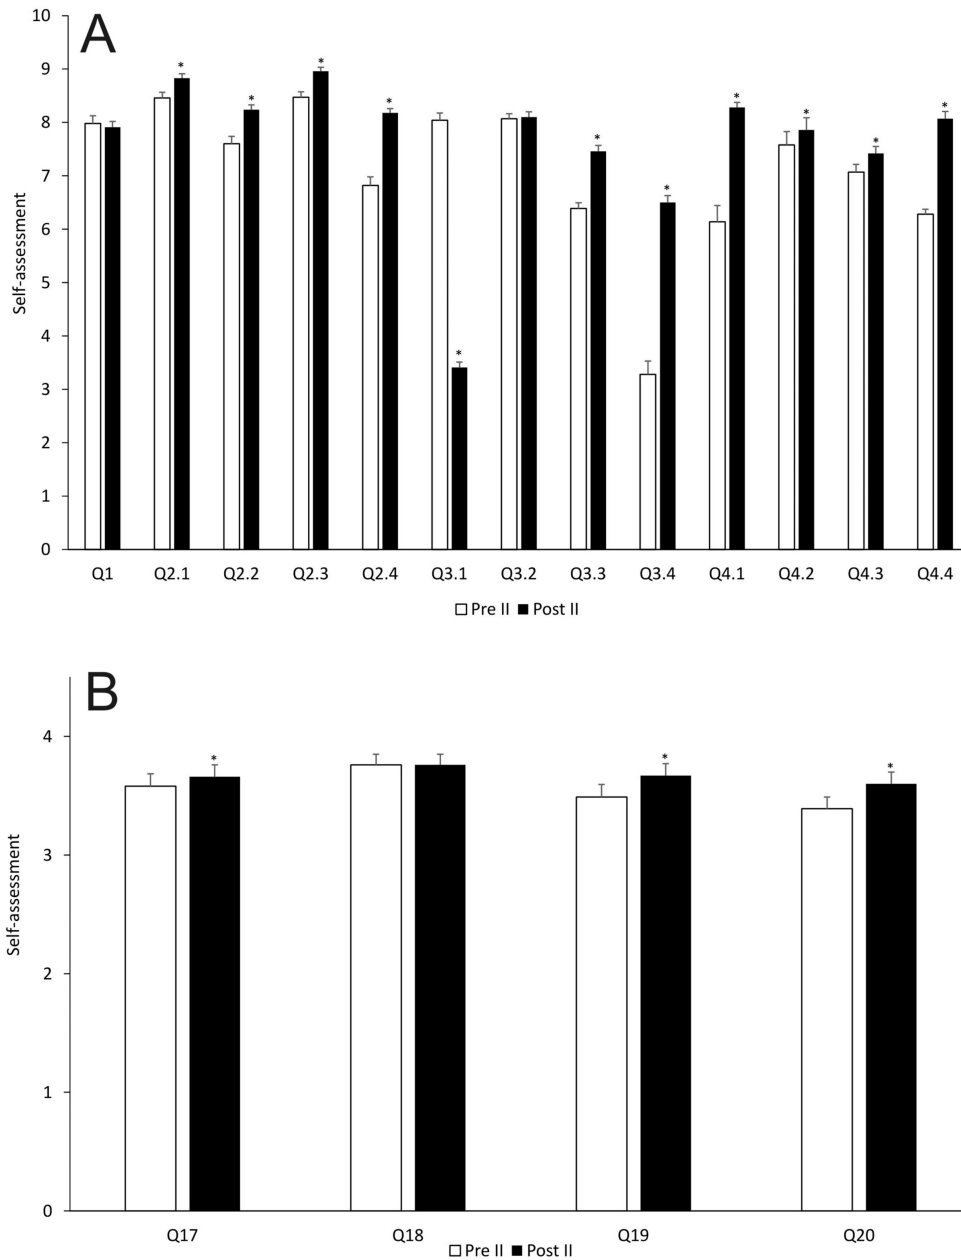 A
10
9
8
7
6
5
4
3
2
1
0
Self-assessment
* * * * * * * * * * *
Q1 Q2.1 Q2.2 Q2.3 Q2.4 Q3.1 Q3.2 Q3.3 Q3.4 Q4.1 Q4.2 Q4.3 Q4.4
Pre II Post II
B
4
3
2
1
0
Self-assessment
* * *
Q17 Q18 Q19 Q20
Pre II Post II